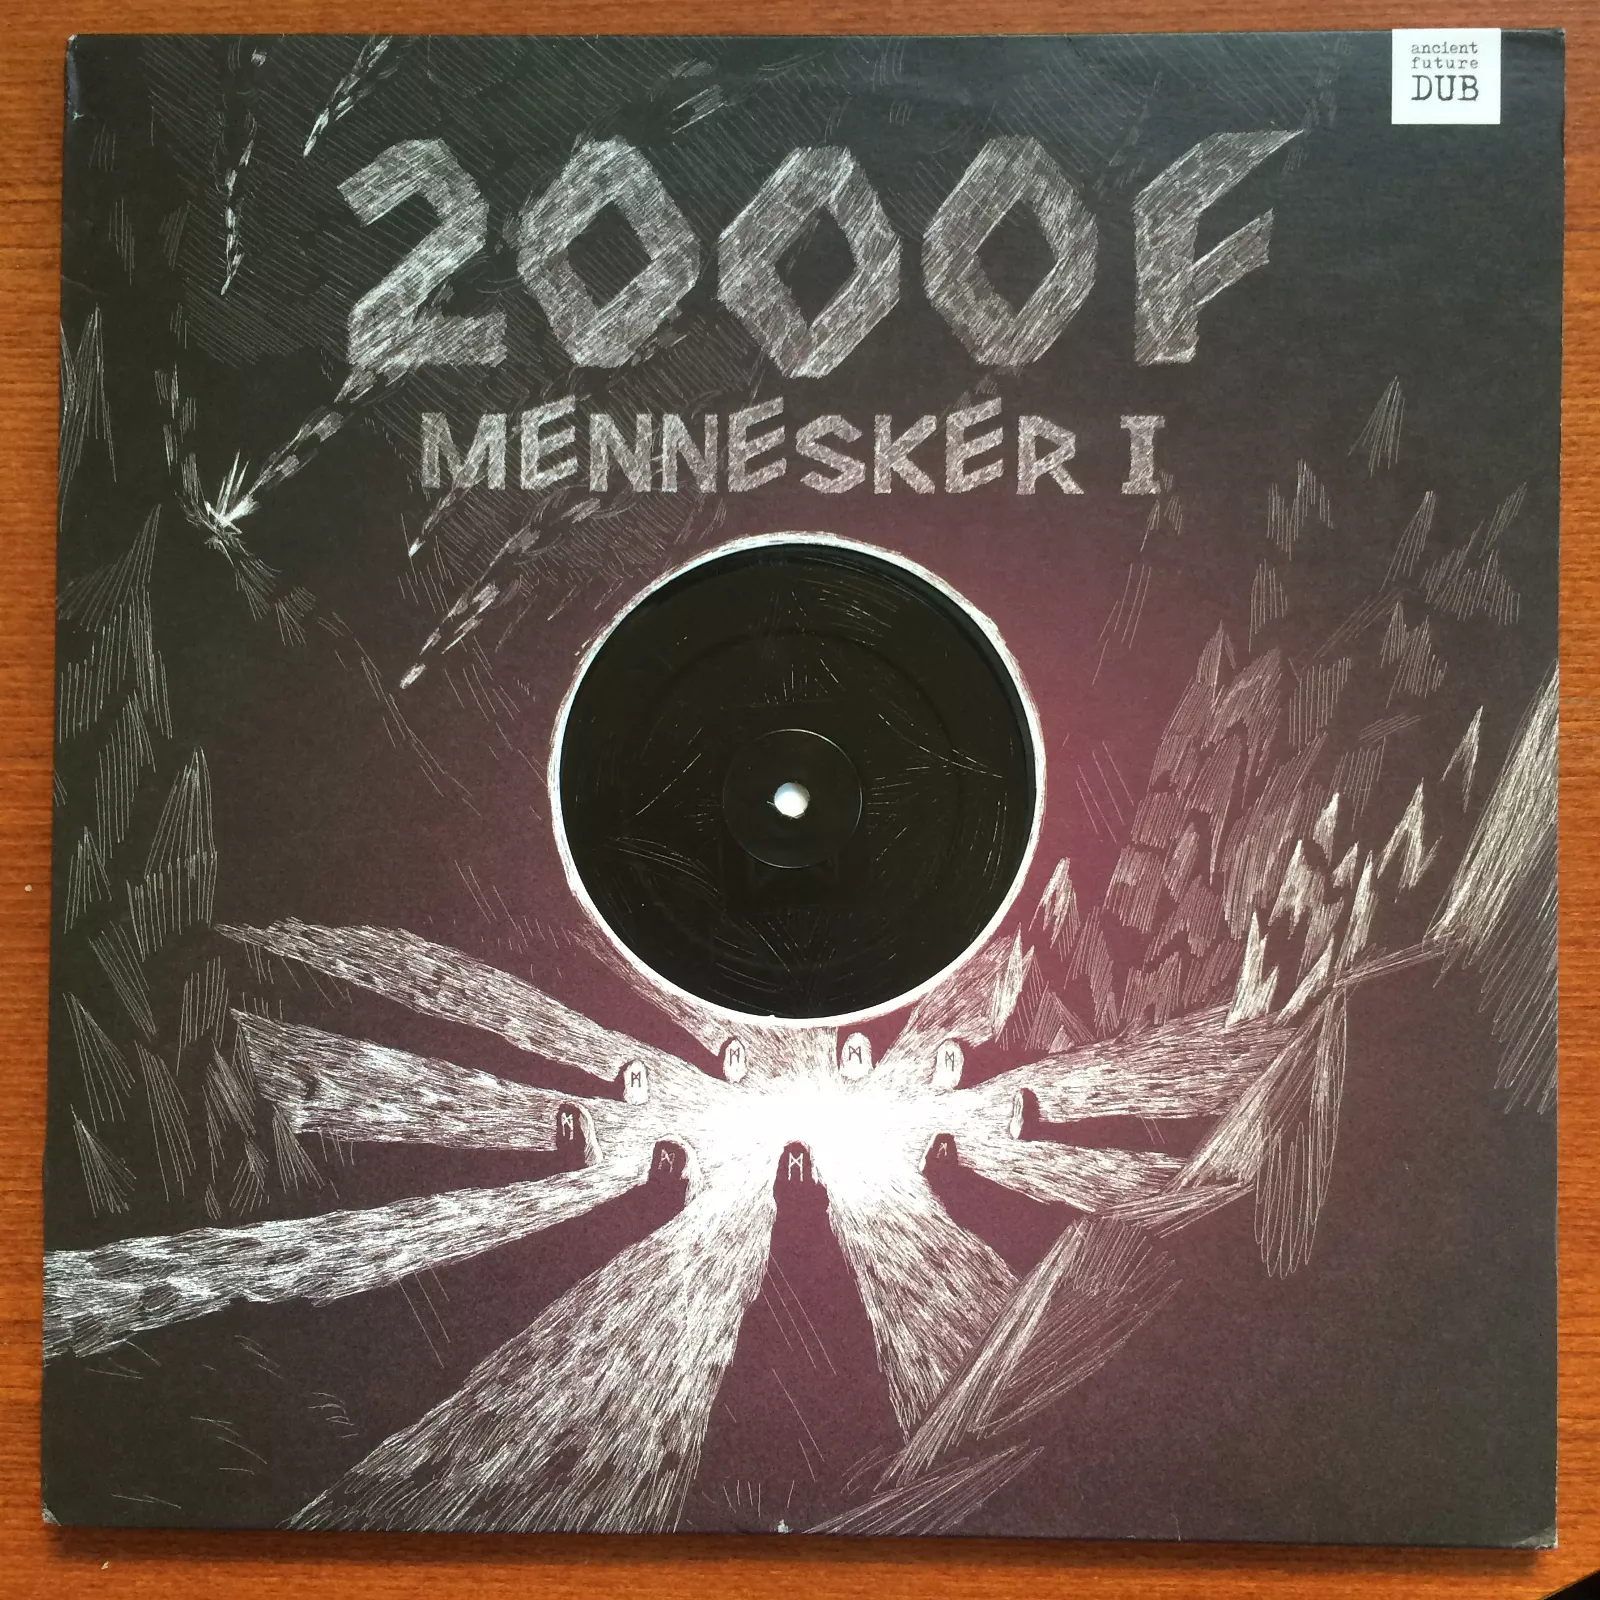 ancient
future
DUB
2000F
MENNESKER I
ᛗ
ᛗ
ᛗ
ᛗ
ᛗ
ᛗ
ᛗ
ᛗ